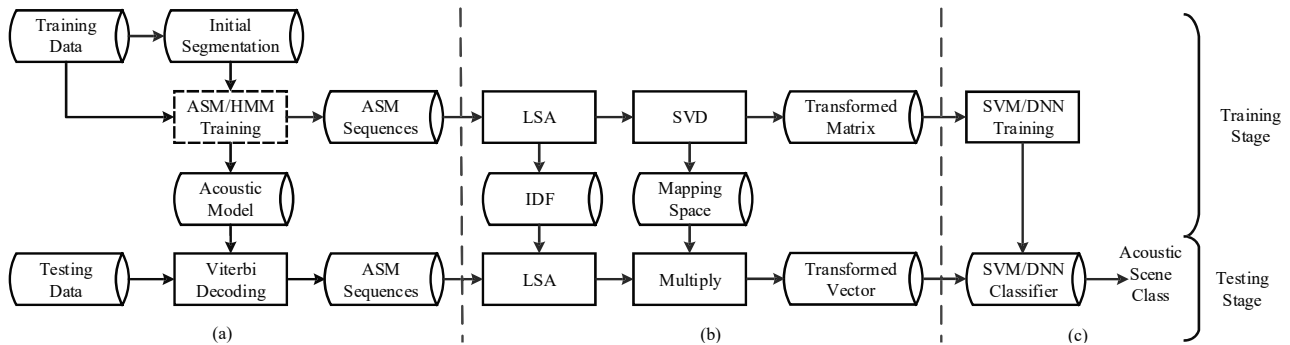 Training
Data
Initial
Segmentation
ASM/HMM
Training
ASM
Sequences
LSA
SVD
Transformed
Matrix
SVM/DNN
Training
Training
Stage
Acoustic
Model
IDF
Mapping
Space
Testing
Data
Viterbi
Decoding
ASM
Sequences
LSA
Multiply
Transformed
Vector
SVM/DNN
Classifier
Acoustic
Scene
Class
Testing
Stage
(a)
(b)
(c)